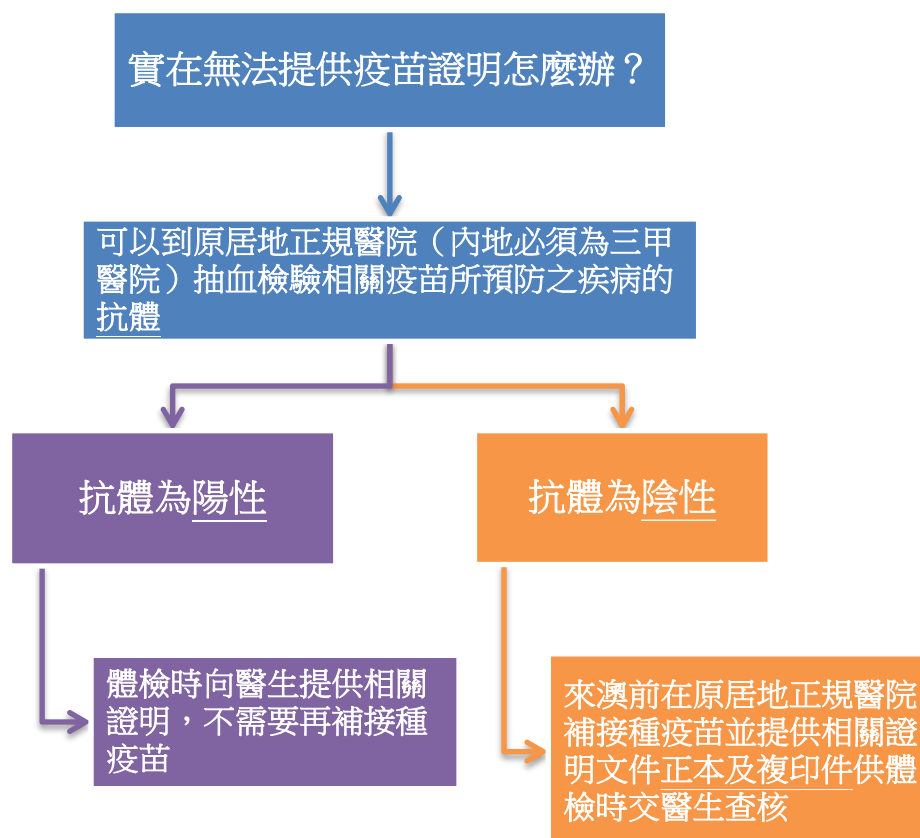 實在無法提供疫苗證明怎麼辦？
可以到原居地正規醫院（內地必須為三甲
醫院）抽血檢驗相關疫苗所預防之疾病的
抗體
抗體為陽性
抗體為陰性
體檢時向醫生提供相關
證明，不需要再補接種
疫苗
來澳前在原居地正規醫院
補接種疫苗並提供相關證
明文件正本及複印件供體
檢時交醫生查核